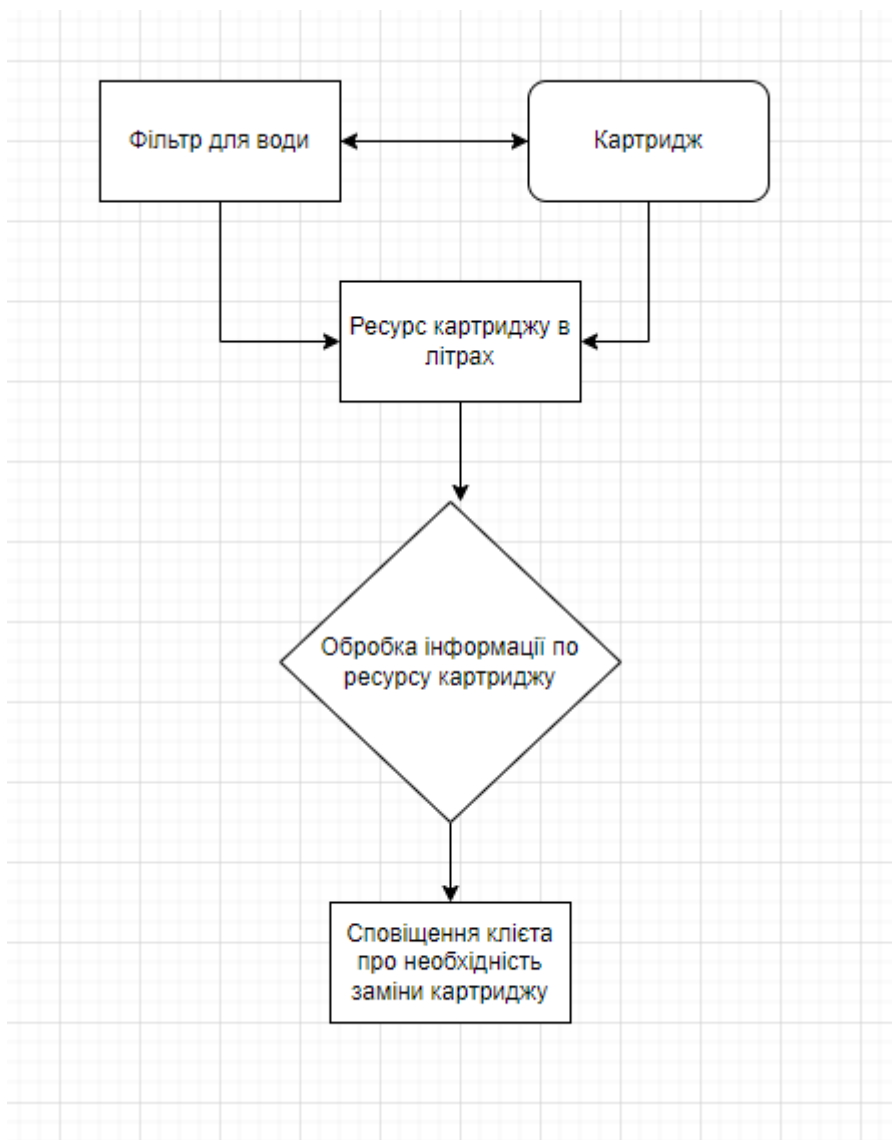 Фільтр для води
Картридж
Ресурс картриджу в
літрах
Обробка інформації по
ресурсу картриджу
Сповіщення клієта
про необхідність
заміни картриджу